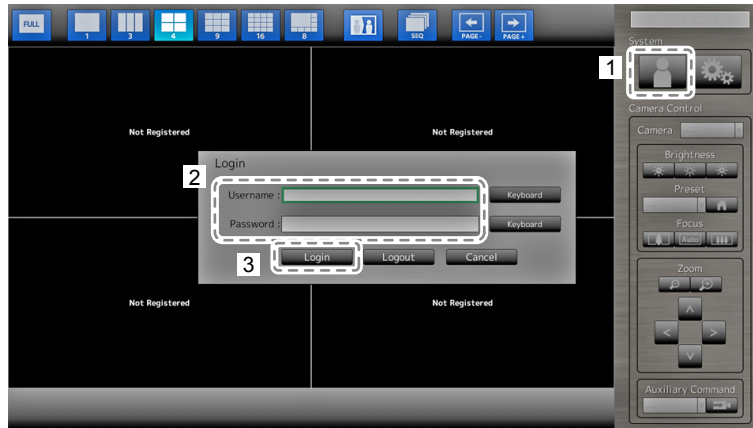 FULL
1
3
4
9
16
8
SEQ
PAGE-
PAGE+
System
1
Camera Control
Camera
Brightness
Preset
Focus
Auto
Zoom
Auxiliary Command
Not Registered
Not Registered
Login
2
Username :
Keyboard
Password :
Keyboard
3
Login
Logout
Cancel
Not Registered
Not Registered